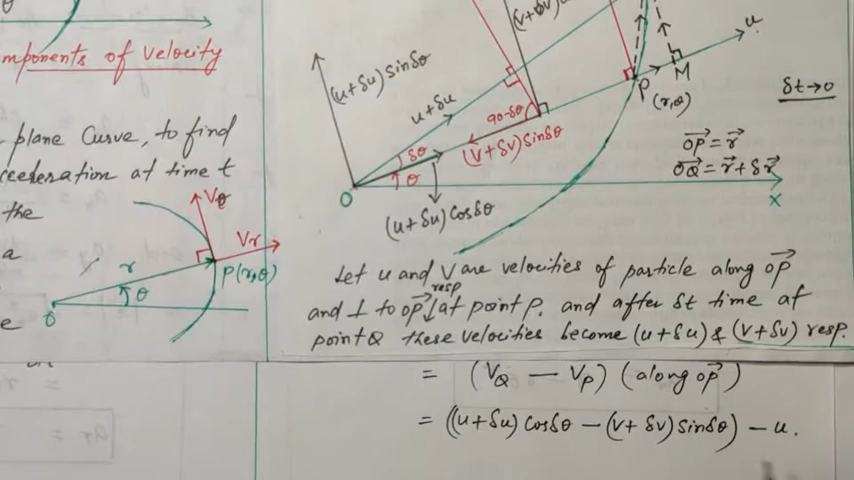 θ
mponents of velocity
plane Curve, to find
cceleration at time t
the
a
e
Vθ
Vr
r
θ
P(r,θ)
O
(v+δv)
u
M
P
(r,θ)
δt→0
(u+δu)sinδθ
u+δu
90-δθ
(v+δv)sinδθ
δθ
θ
OP = r
OQ = r + δr
O
x
(u+δu)cosδθ
Let u and v are velocities of particle along OP
and ⊥ to OP resp at point P. and after δt time at
point Q these velocities become (u+δu) & (v+δv) resp.
= (VQ − VP) (along OP)
= ((u+δu) cosδθ − (v+δv) sinδθ) − u.